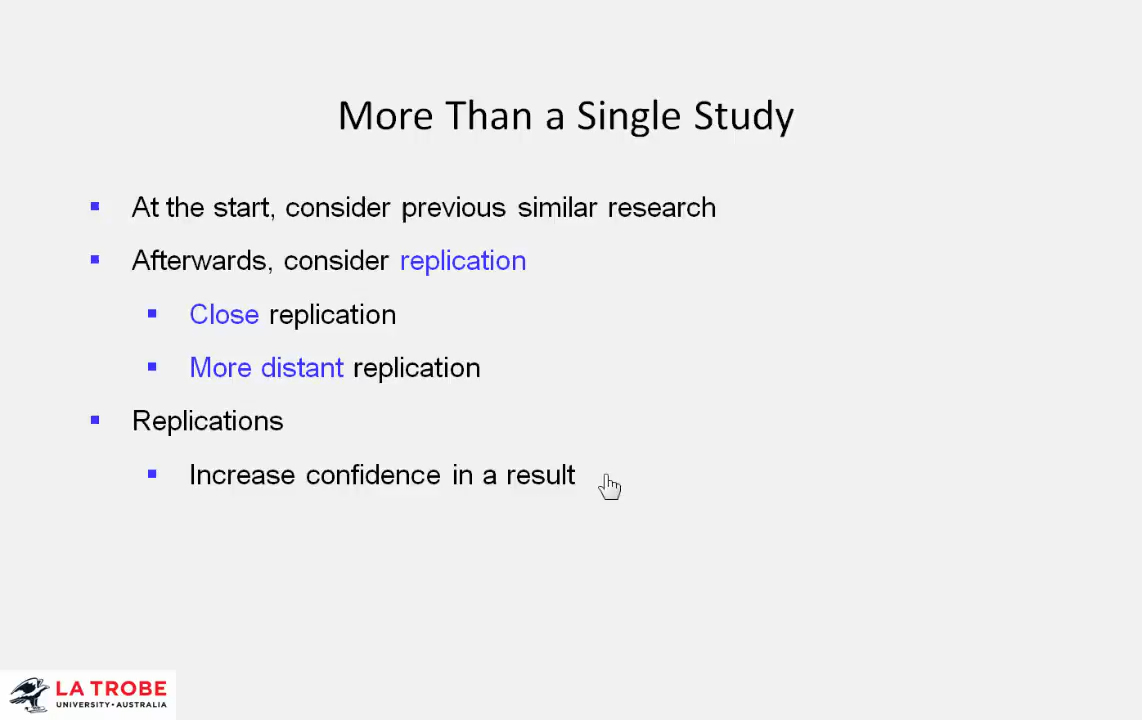 More Than a Single Study
At the start, consider previous similar research
Afterwards, consider replication
Close replication
More distant replication
Replications
Increase confidence in a result
LA TROBE
UNIVERSITY • AUSTRALIA